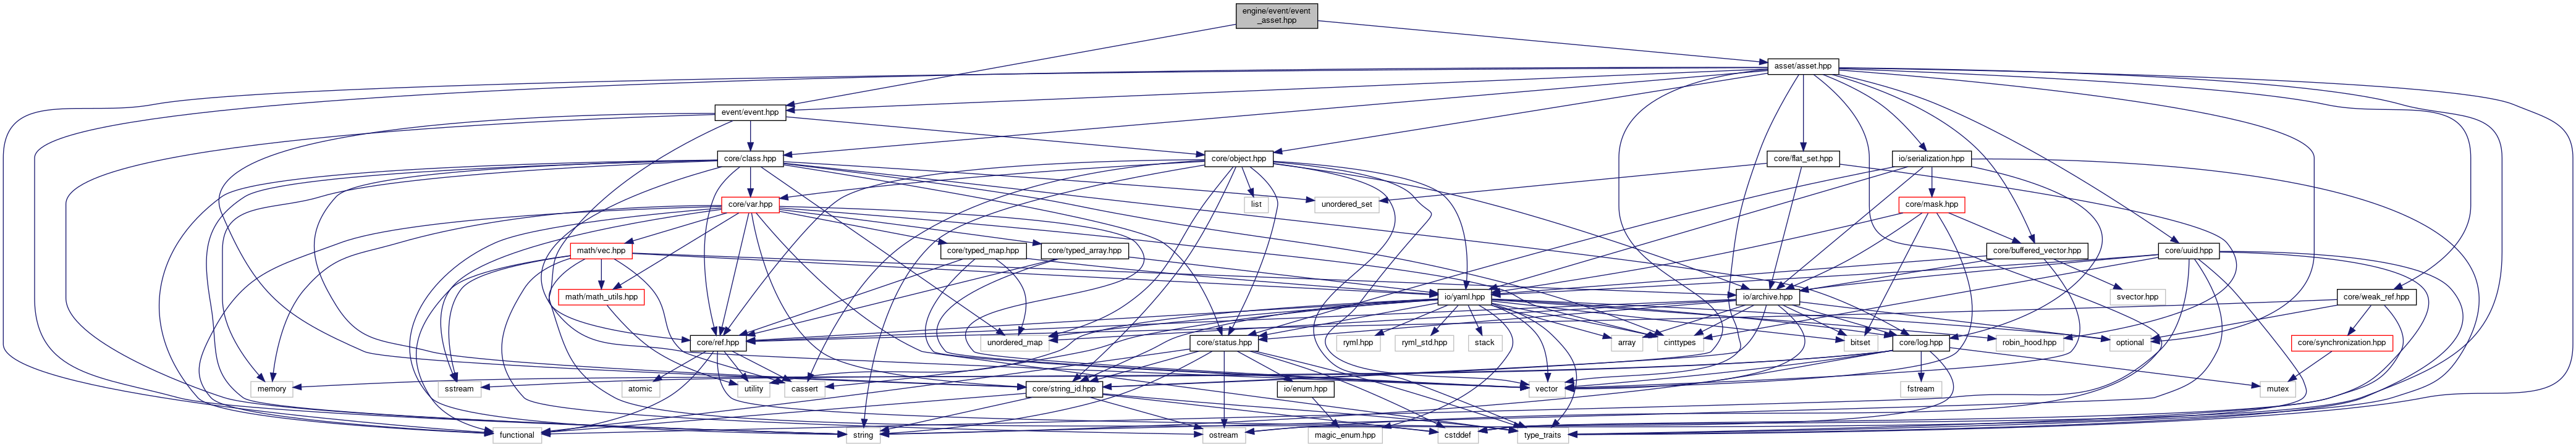 engine/event/event
_asset.hpp
asset/asset.hpp
event/event.hpp
core/class.hpp
core/object.hpp
core/flat_set.hpp
io/serialization.hpp
core/var.hpp
list
unordered_set
core/mask.hpp
math/vec.hpp
core/typed_map.hpp
core/typed_array.hpp
core/buffered_vector.hpp
core/uuid.hpp
math/math_utils.hpp
io/yaml.hpp
io/archive.hpp
svector.hpp
core/weak_ref.hpp
core/ref.hpp
unordered_map
core/status.hpp
ryml.hpp
ryml_std.hpp
stack
array
cinttypes
bitset
core/log.hpp
robin_hood.hpp
optional
core/synchronization.hpp
memory
sstream
atomic
utility
cassert
core/string_id.hpp
io/enum.hpp
vector
fstream
mutex
functional
string
ostream
magic_enum.hpp
cstddef
type_traits